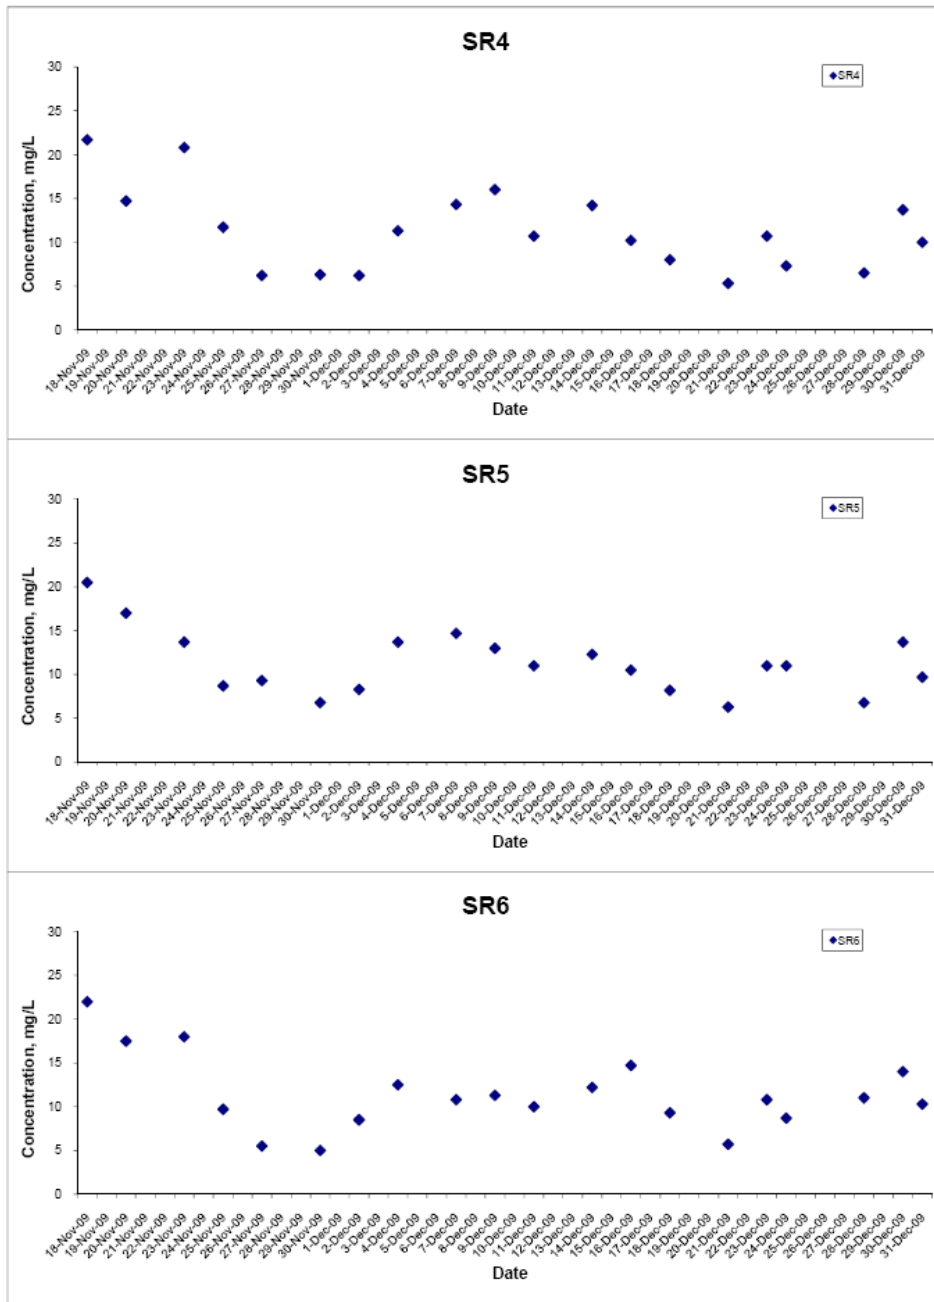 SR4
SR4
Concentration, mg/L
30
25
20
15
10
5
0
18-Nov-09 19-Nov-09 20-Nov-09 21-Nov-09 22-Nov-09 23-Nov-09 24-Nov-09 25-Nov-09 26-Nov-09 27-Nov-09 28-Nov-09 29-Nov-09 30-Nov-09 1-Dec-09 2-Dec-09 3-Dec-09 4-Dec-09 5-Dec-09 6-Dec-09 7-Dec-09 8-Dec-09 9-Dec-09 10-Dec-09 11-Dec-09 12-Dec-09 13-Dec-09 14-Dec-09 15-Dec-09 16-Dec-09 17-Dec-09 18-Dec-09 19-Dec-09 20-Dec-09 21-Dec-09 22-Dec-09 23-Dec-09 24-Dec-09 25-Dec-09 26-Dec-09 27-Dec-09 28-Dec-09 29-Dec-09 30-Dec-09 31-Dec-09
Date
SR5
SR5
Concentration, mg/L
30
25
20
15
10
5
0
18-Nov-09 19-Nov-09 20-Nov-09 21-Nov-09 22-Nov-09 23-Nov-09 24-Nov-09 25-Nov-09 26-Nov-09 27-Nov-09 28-Nov-09 29-Nov-09 30-Nov-09 1-Dec-09 2-Dec-09 3-Dec-09 4-Dec-09 5-Dec-09 6-Dec-09 7-Dec-09 8-Dec-09 9-Dec-09 10-Dec-09 11-Dec-09 12-Dec-09 13-Dec-09 14-Dec-09 15-Dec-09 16-Dec-09 17-Dec-09 18-Dec-09 19-Dec-09 20-Dec-09 21-Dec-09 22-Dec-09 23-Dec-09 24-Dec-09 25-Dec-09 26-Dec-09 27-Dec-09 28-Dec-09 29-Dec-09 30-Dec-09 31-Dec-09
Date
SR6
SR6
Concentration, mg/L
30
25
20
15
10
5
0
18-Nov-09 19-Nov-09 20-Nov-09 21-Nov-09 22-Nov-09 23-Nov-09 24-Nov-09 25-Nov-09 26-Nov-09 27-Nov-09 28-Nov-09 29-Nov-09 30-Nov-09 1-Dec-09 2-Dec-09 3-Dec-09 4-Dec-09 5-Dec-09 6-Dec-09 7-Dec-09 8-Dec-09 9-Dec-09 10-Dec-09 11-Dec-09 12-Dec-09 13-Dec-09 14-Dec-09 15-Dec-09 16-Dec-09 17-Dec-09 18-Dec-09 19-Dec-09 20-Dec-09 21-Dec-09 22-Dec-09 23-Dec-09 24-Dec-09 25-Dec-09 26-Dec-09 27-Dec-09 28-Dec-09 29-Dec-09 30-Dec-09 31-Dec-09
Date